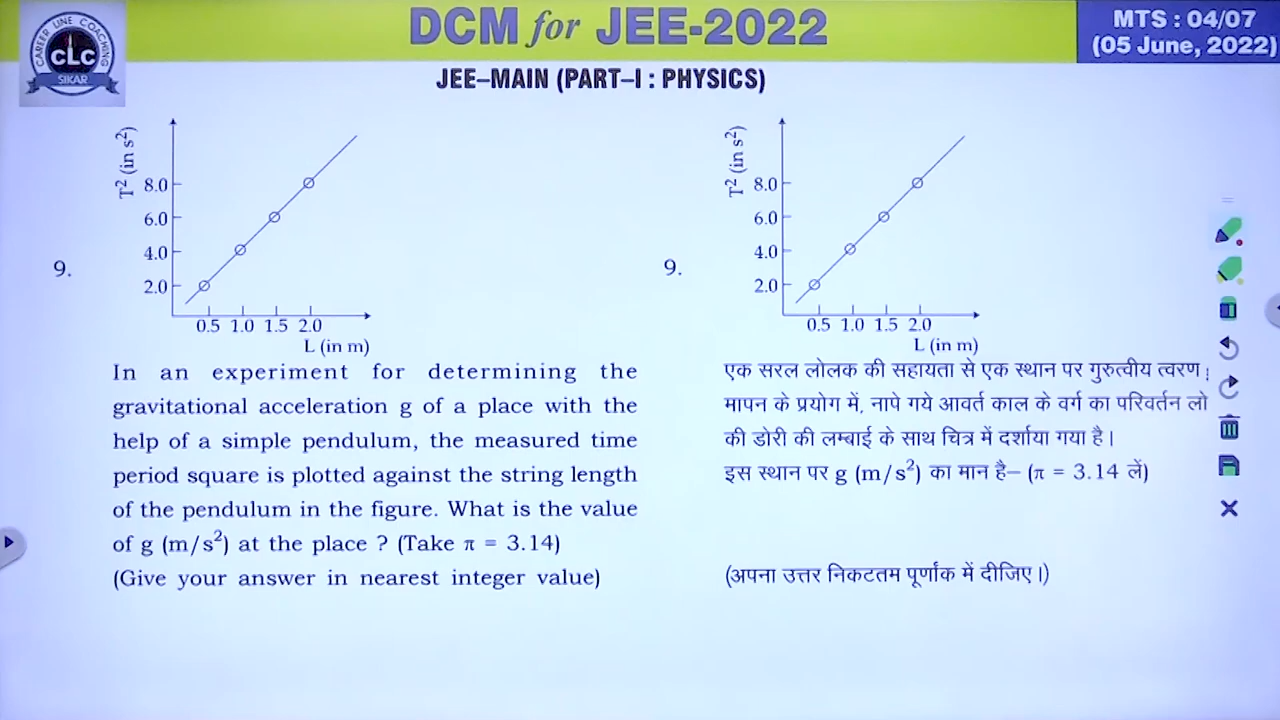 CAREER LINE COACHING
CLC
SIKAR
DCM for JEE-2022
MTS : 04/07
(05 June, 2022)
JEE–MAIN (PART–I : PHYSICS)
9.
T² (in s²)
8.0
6.0
4.0
2.0
0.5 1.0 1.5 2.0
L (in m)
In an experiment for determining the
gravitational acceleration g of a place with the
help of a simple pendulum, the measured time
period square is plotted against the string length
of the pendulum in the figure. What is the value
of g (m/s²) at the place ? (Take π = 3.14)
(Give your answer in nearest integer value)
9.
T² (in s²)
8.0
6.0
4.0
2.0
0.5 1.0 1.5 2.0
L (in m)
एक सरल लोलक की सहायता से एक स्थान पर गुरुत्वीय त्वरण
मापन के प्रयोग में, नापे गये आवर्त काल के वर्ग का परिवर्तन लो
की डोरी की लम्बाई के साथ चित्र में दर्शाया गया है।
इस स्थान पर g (m/s²) का मान है– (π = 3.14 लें)
(अपना उत्तर निकटतम पूर्णांक में दीजिए।)